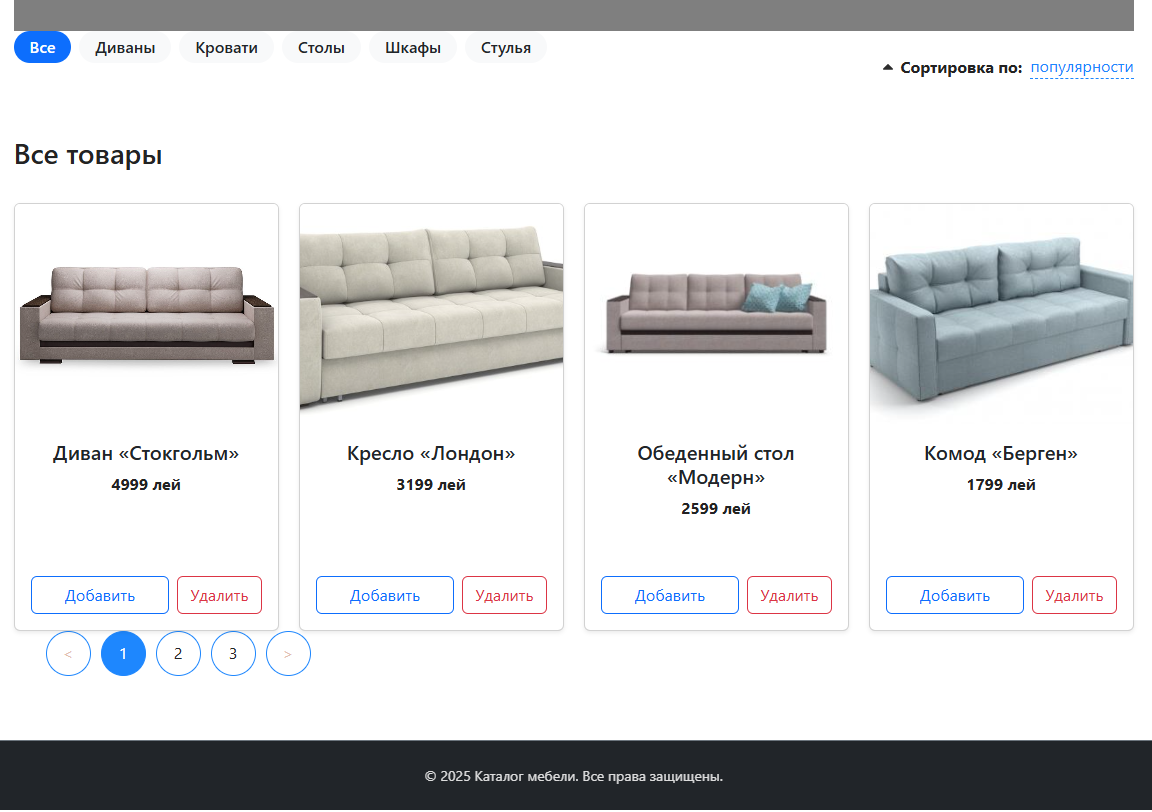 Все Диваны Кровати Столы Шкафы Стулья
Сортировка по: популярности
Все товары
Диван «Стокгольм»
4999 лей
Добавить Удалить
Кресло «Лондон»
3199 лей
Добавить Удалить
Обеденный стол
«Модерн»
2599 лей
Добавить Удалить
Комод «Берген»
1799 лей
Добавить Удалить
< 1 2 3 >
© 2025 Каталог мебели. Все права защищены.